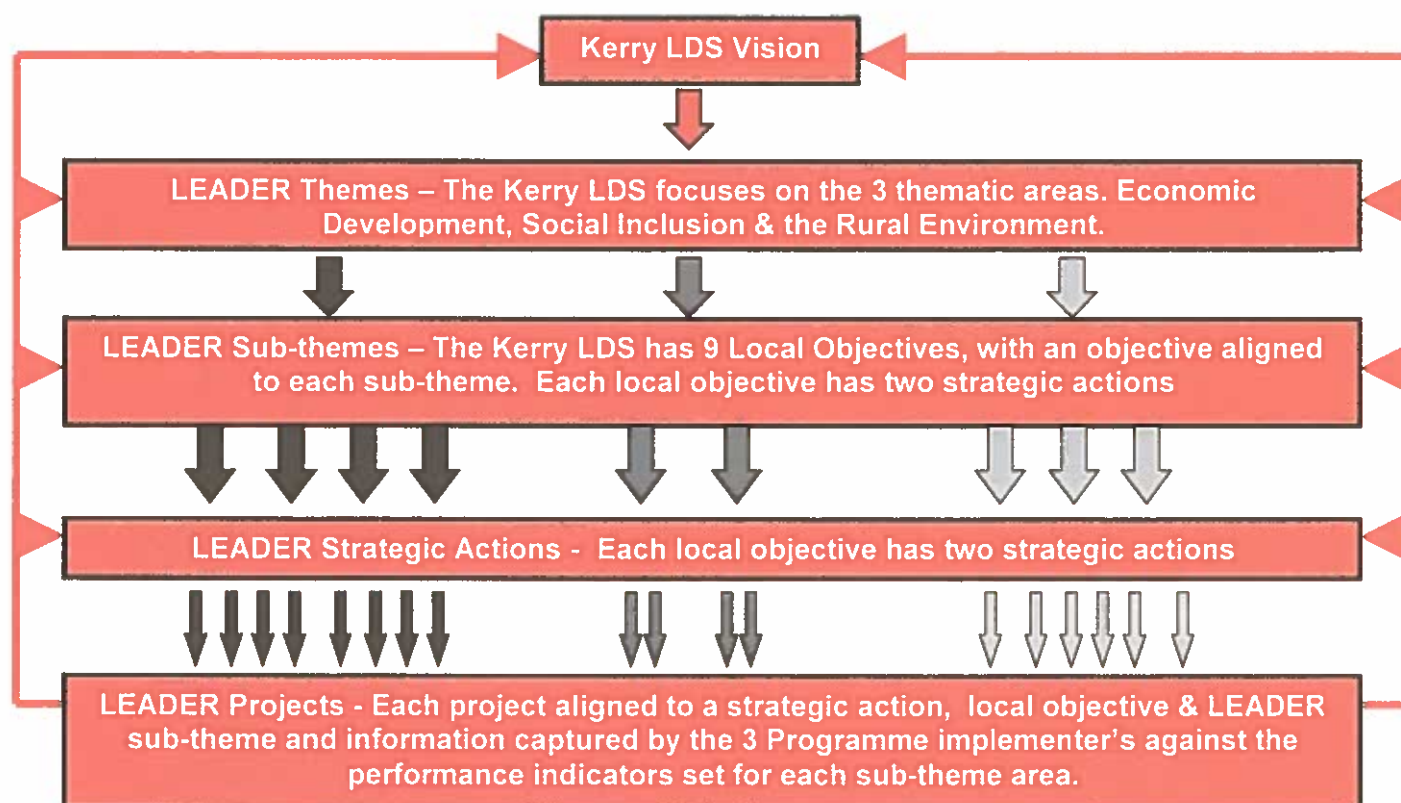 Kerry LDS Vision
LEADER Themes – The Kerry LDS focuses on the 3 thematic areas. Economic
Development, Social Inclusion & the Rural Environment.
LEADER Sub-themes – The Kerry LDS has 9 Local Objectives, with an objective aligned
to each sub-theme. Each local objective has two strategic actions
LEADER Strategic Actions - Each local objective has two strategic actions
LEADER Projects - Each project aligned to a strategic action, local objective & LEADER
sub-theme and information captured by the 3 Programme implementer's against the
performance indicators set for each sub-theme area.